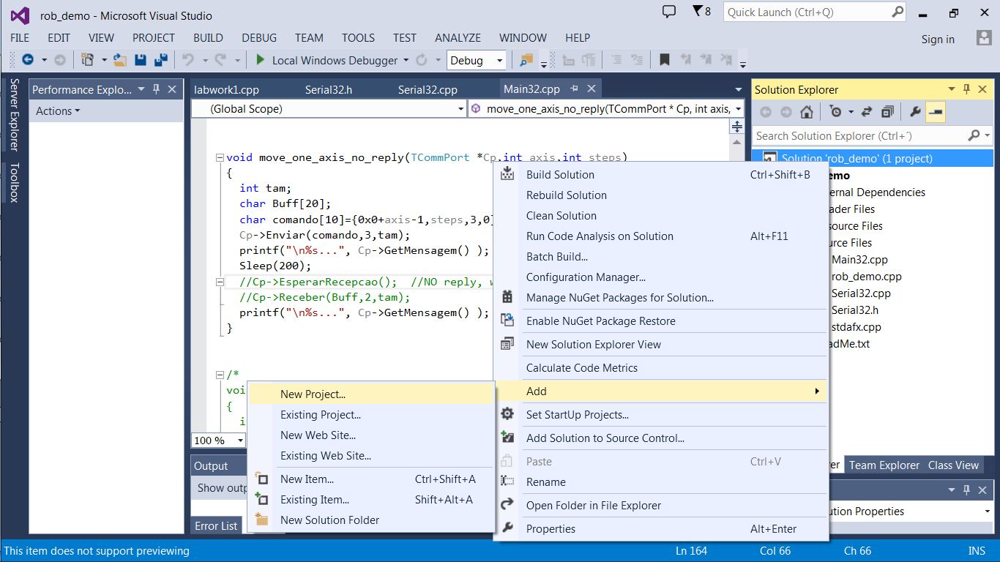 rob_demo - Microsoft Visual Studio
8
Quick Launch (Ctrl+Q)
FILE EDIT VIEW PROJECT BUILD DEBUG TEAM TOOLS TEST ANALYZE WINDOW HELP
Sign in
Local Windows Debugger
Debug
Server Explorer
Toolbox
Performance Explo...
Actions
labwork1.cpp Serial32.h Serial32.cpp Main32.cpp
(Global Scope)
move_one_axis_no_reply(TCommPort * Cp, int axis,
void move_one_axis_no_reply(TCommPort *Cp,int axis,int steps)
{
int tam;
char Buff[20];
char comando[10]={0x0+axis-1,steps,3,0}
Cp->Enviar(comando,3,tam);
printf("\n%s...", Cp->GetMensagem() );
Sleep(200);
//Cp->EsperarRecepcao(); //NO reply, w
//Cp->Receber(Buff,2,tam);
printf("\n%s...", Cp->GetMensagem() );
}
/*
voi
{
i
100 %
Output
Show outp
Error List
Build Solution Ctrl+Shift+B
Rebuild Solution
Clean Solution
Run Code Analysis on Solution Alt+F11
Batch Build...
Configuration Manager...
Manage NuGet Packages for Solution...
Enable NuGet Package Restore
New Solution Explorer View
Calculate Code Metrics
Add
Set StartUp Projects...
Add Solution to Source Control...
Paste Ctrl+V
Rename
Open Folder in File Explorer
Properties Alt+Enter
New Project...
Existing Project...
New Web Site...
Existing Web Site...
New Item... Ctrl+Shift+A
Existing Item... Shift+Alt+A
New Solution Folder
Solution Explorer
Search Solution Explorer (Ctrl+´)
Solution 'rob_demo' (1 project)
emo
ernal Dependencies
ader Files
source Files
urce Files
Main32.cpp
rob_demo.cpp
Serial32.cpp
Serial32.h
stdafx.cpp
adMe.txt
er Team Explorer Class View
ution Properties
This item does not support previewing
Ln 164 Col 66 Ch 66 INS